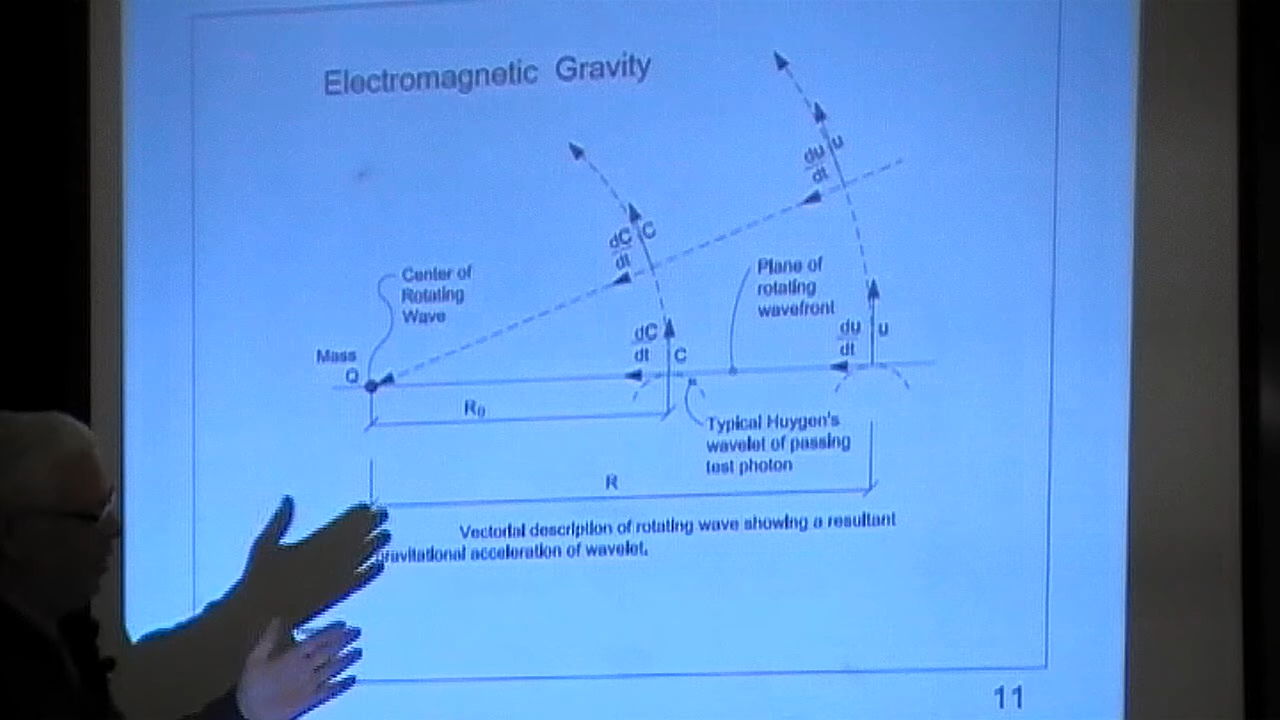 Electromagnetic Gravity
du
dt
u
dC
dt
C
Center of
Rotating
Wave
Plane of
rotating
wavefront
Mass
O
dC
dt
C
du
dt
u
R₀
Typical Huygen's
wavelet of passing
test photon
R
Vectorial description of rotating wave showing a resultant
gravitational acceleration of wavelet.
11